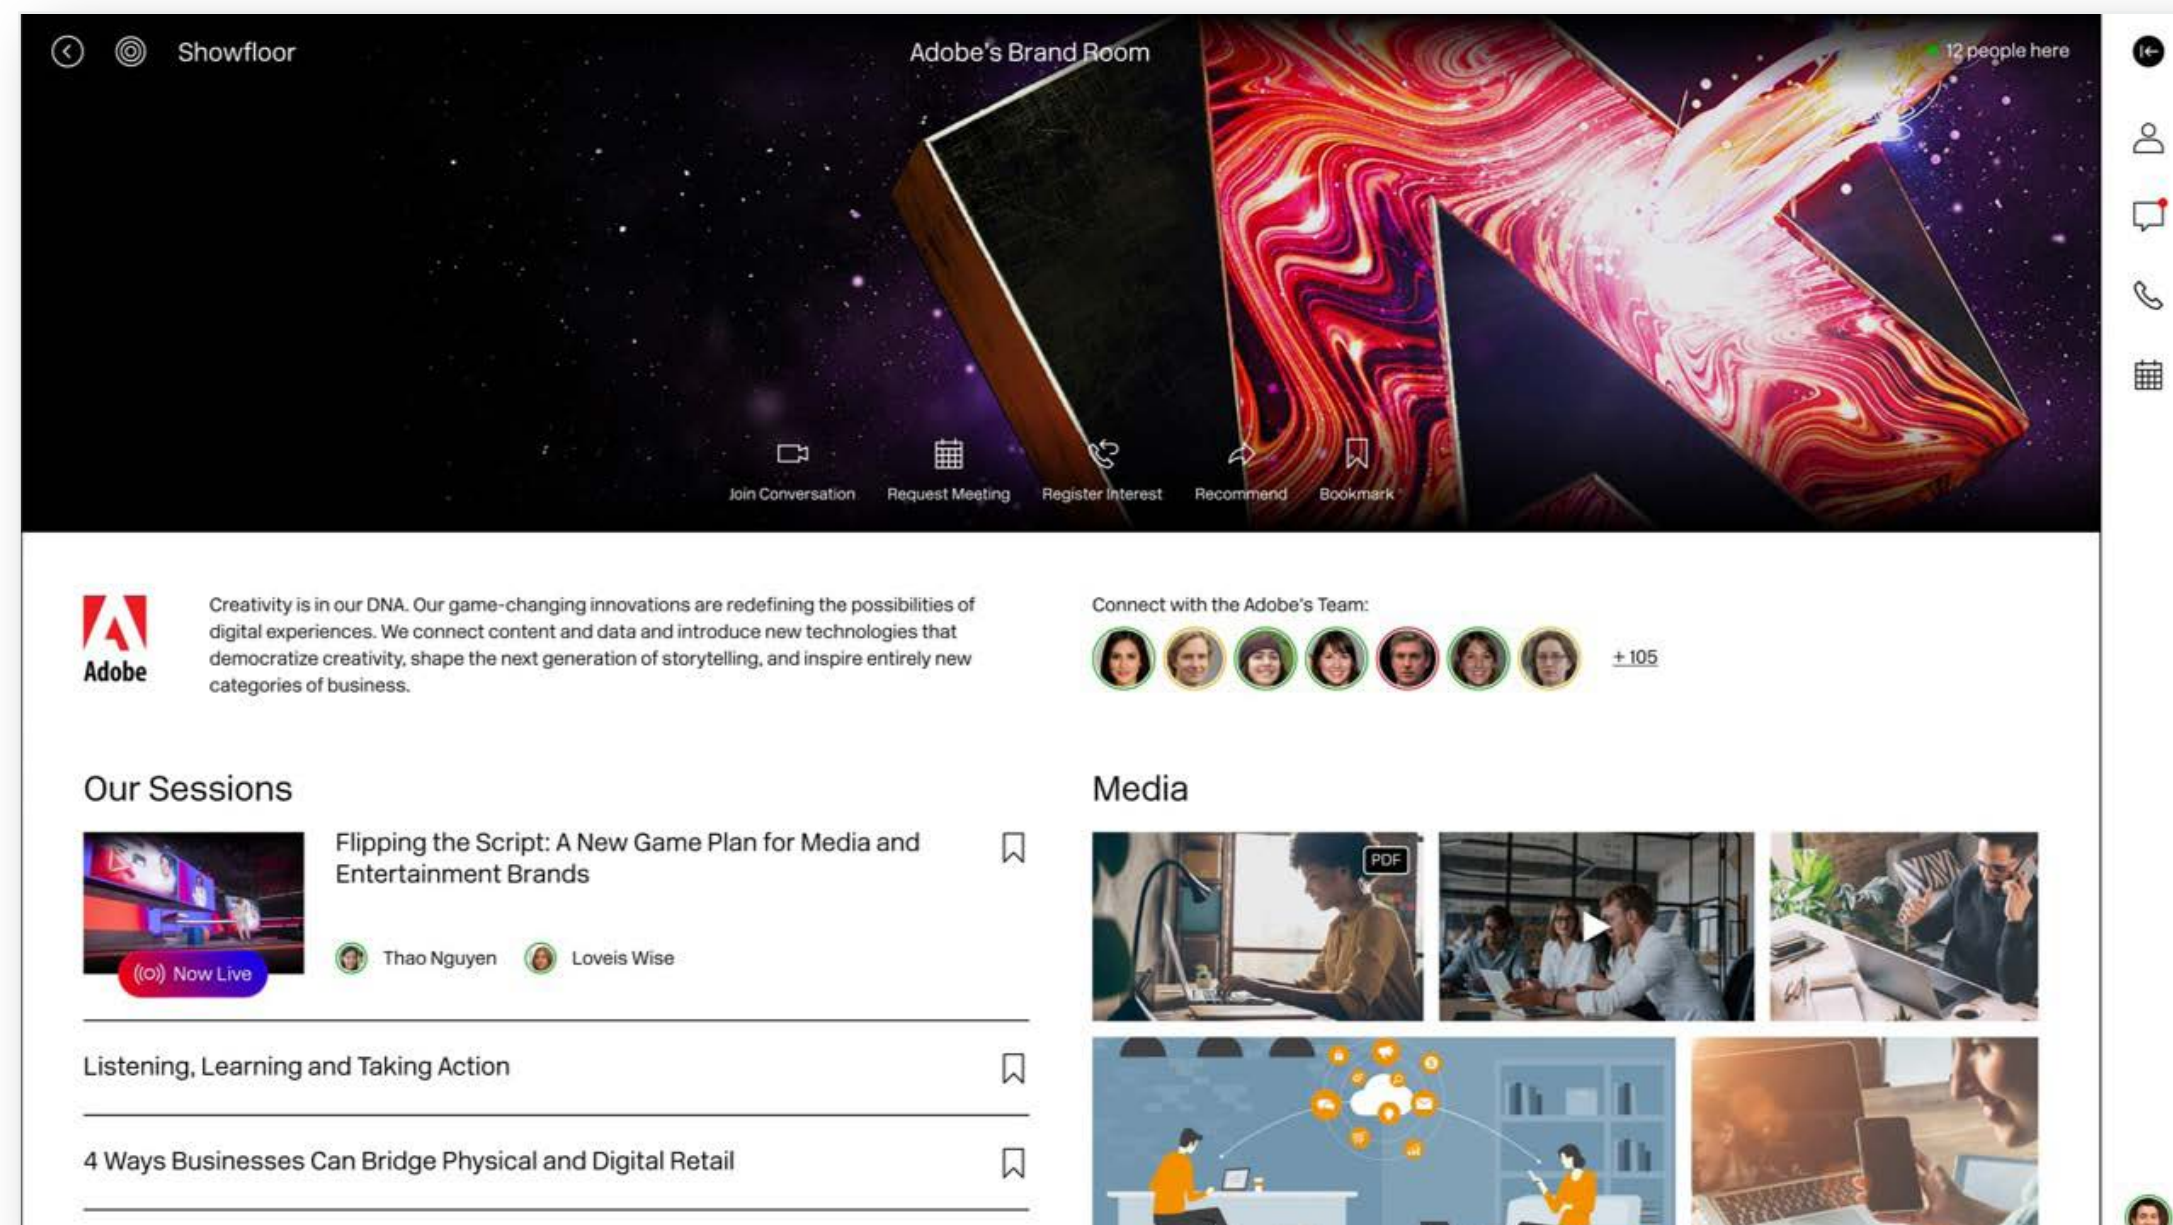 Showfloor
Adobe's Brand Room
12 people here
Join Conversation
Request Meeting
Register Interest
Recommend
Bookmark
Adobe
Creativity is in our DNA. Our game-changing innovations are redefining the possibilities of
digital experiences. We connect content and data and introduce new technologies that
democratize creativity, shape the next generation of storytelling, and inspire entirely new
categories of business.
Connect with the Adobe's Team:
+ 105
Our Sessions
Now Live
Flipping the Script: A New Game Plan for Media and
Entertainment Brands
Thao Nguyen
Loveis Wise
Listening, Learning and Taking Action
4 Ways Businesses Can Bridge Physical and Digital Retail
Media
PDF